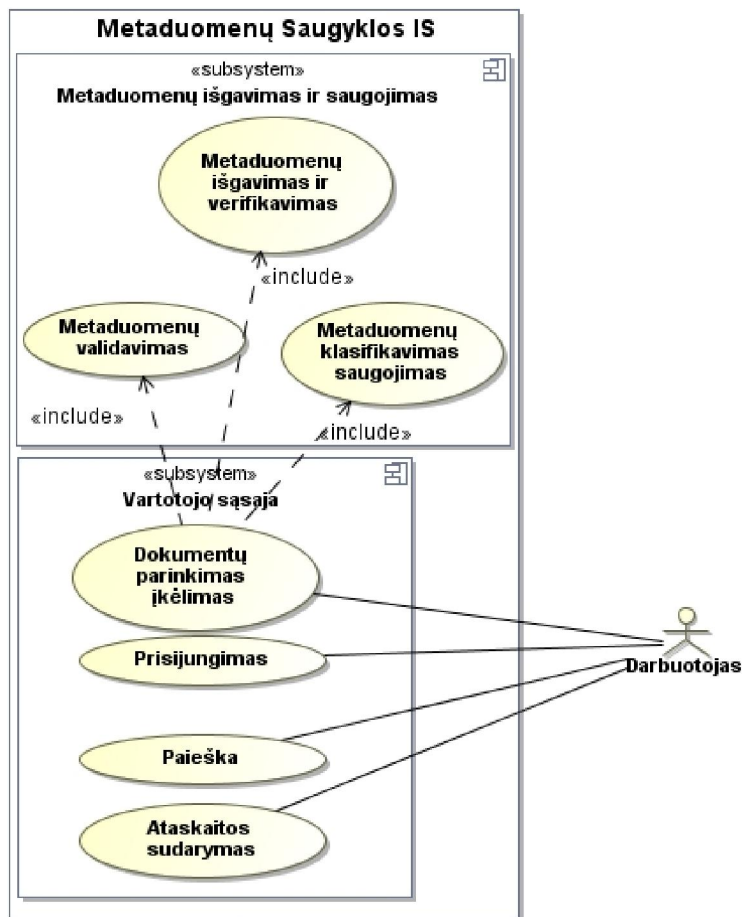 Metaduomenų Saugyklos IS
«subsystem»
Metaduomenų išgavimas ir saugojimas
Metaduomenų
išgavimas ir
verifikavimas
«include»
Metaduomenų
validavimas
Metaduomenų
klasifikavimas
saugojimas
«include»
«include»
«subsystem»
Vartotojo sąsaja
Dokumentų
parinkimas
įkėlimas
Prisijungimas
Darbuotojas
Paieška
Ataskaitos
sudarymas